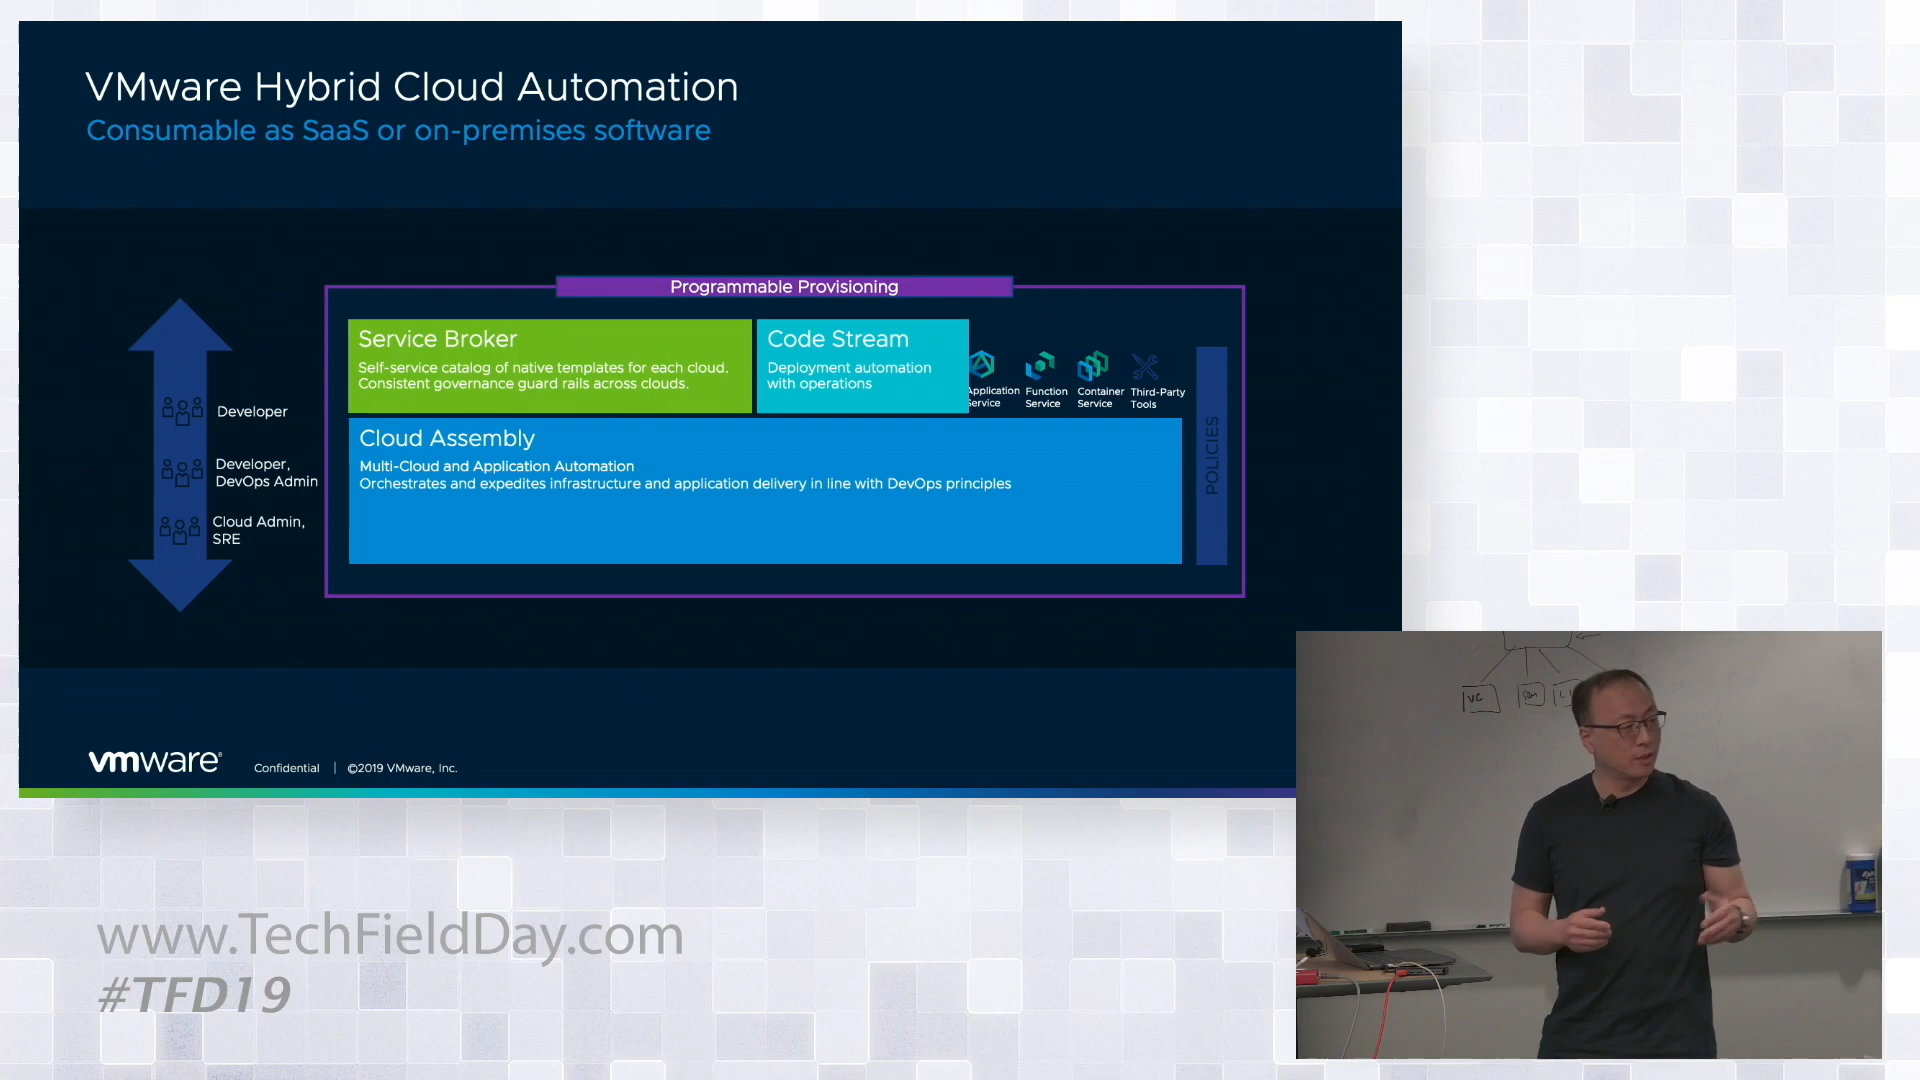 VMware Hybrid Cloud Automation
Consumable as SaaS or on-premises software
Programmable Provisioning
Service Broker
Self-service catalog of native templates for each cloud.
Consistent governance guard rails across clouds.
Code Stream
Deployment automation
with operations
Application
Service
Function
Service
Container
Service
Third-Party
Tools
Developer
Developer,
DevOps Admin
Cloud Admin,
SRE
Cloud Assembly
Multi-Cloud and Application Automation
Orchestrates and expedites infrastructure and application delivery in line with DevOps principles
POLICIES
vmware®
Confidential | ©2019 VMware, Inc.
VC
www.TechFieldDay.com
#TFD19